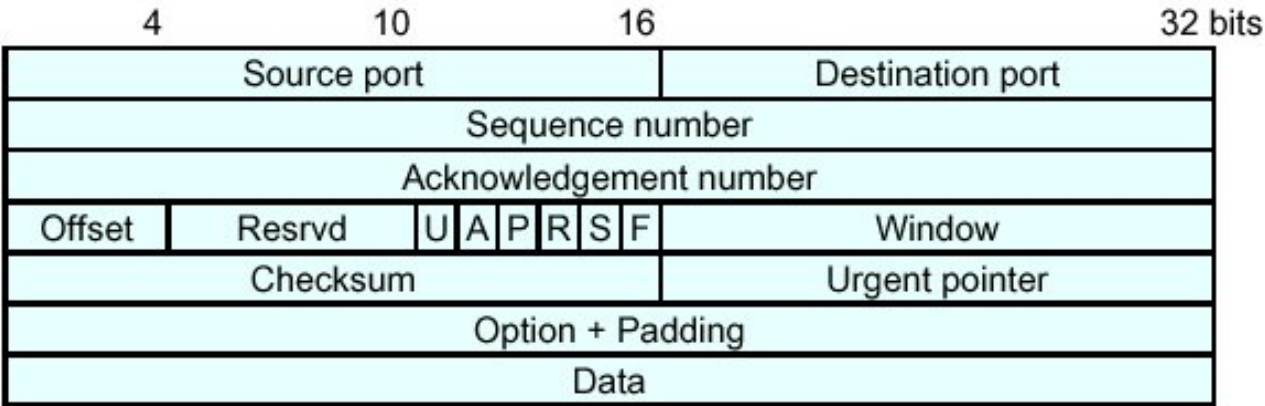 4 10 16 32 bits
Source port Destination port
Sequence number
Acknowledgement number
Offset Resrvd U A P R S F Window
Checksum Urgent pointer
Option + Padding
Data